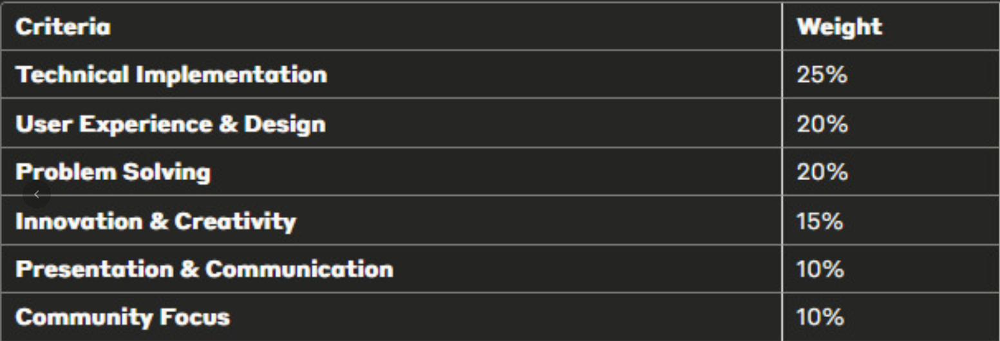 Criteria Weight
Technical Implementation 25%
User Experience & Design 20%
Problem Solving 20%
Innovation & Creativity 15%
Presentation & Communication 10%
Community Focus 10%